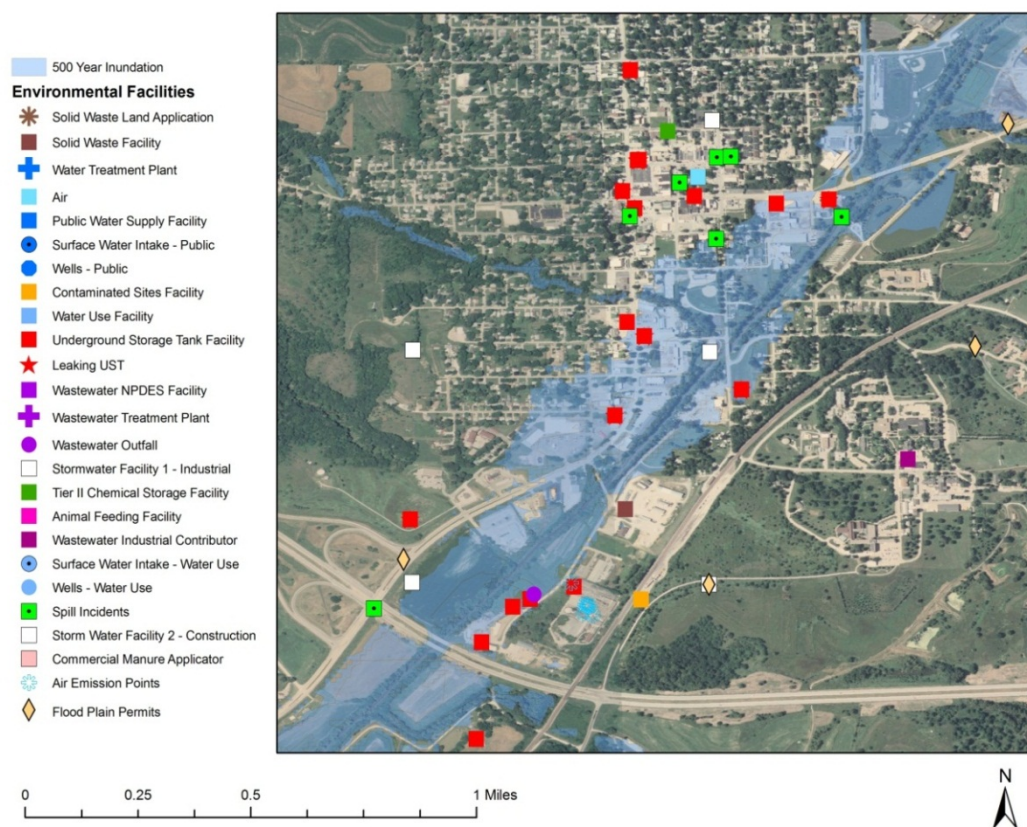 500 Year Inundation
Environmental Facilities
Solid Waste Land Application
Solid Waste Facility
Water Treatment Plant
Air
Public Water Supply Facility
Surface Water Intake - Public
Wells - Public
Contaminated Sites Facility
Water Use Facility
Underground Storage Tank Facility
Leaking UST
Wastewater NPDES Facility
Wastewater Treatment Plant
Wastewater Outfall
Stormwater Facility 1 - Industrial
Tier II Chemical Storage Facility
Animal Feeding Facility
Wastewater Industrial Contributor
Surface Water Intake - Water Use
Wells - Water Use
Spill Incidents
Storm Water Facility 2 - Construction
Commercial Manure Applicator
Air Emission Points
Flood Plain Permits
0 0.25 0.5 1 Miles
N